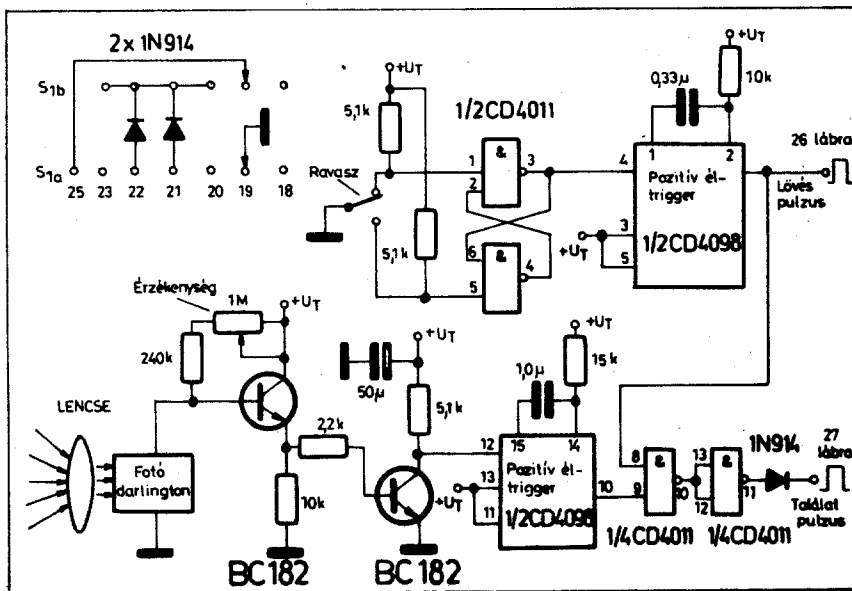 2x 1N914
S1b
S1a
25 23 22 21 20 19 18
+UT
5,1k
5,1k
Ravasz
1/2CD4011
1
2
&
3
6
5
&
4
+UT
10k
0,33µ
1
2
4
Pozitív él-
trigger
1/2CD4098
+UT
3
5
26 lábra
Lövés
pulzus
Érzékenység
1M
+UT
240k
LENCSE
Fotó
darlington
2,2k
10k
BC182
50µ
+UT
5,1k
+UT
BC182
+UT
15k
1,0µ
15
14
12
13
11
Pozitív él-
trigger
1/2CD4098
10
8
9
&
10
1/4CD4011
13
12
&
11
1/4CD4011
1N914
27
lábra
Találat
pulzus